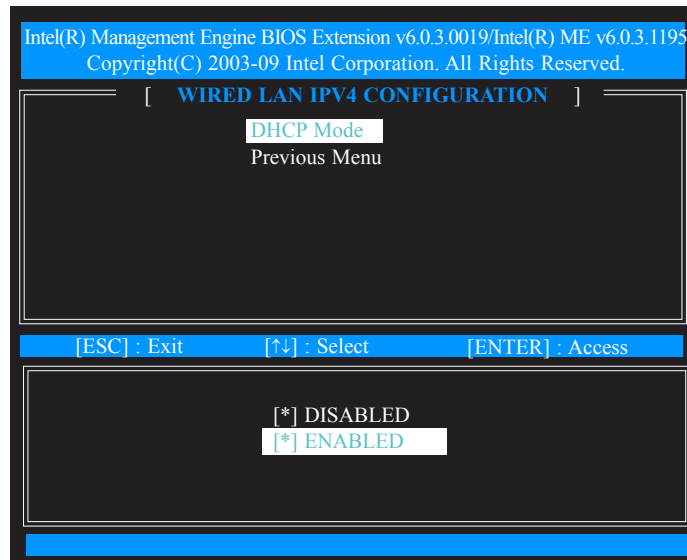 Intel(R) Management Engine BIOS Extension v6.0.3.0019/Intel(R) ME v6.0.3.1195
Copyright(C) 2003-09 Intel Corporation. All Rights Reserved.
[ WIRED LAN IPV4 CONFIGURATION ]
DHCP Mode
Previous Menu
[ESC] : Exit [↑↓] : Select [ENTER] : Access
[*] DISABLED
[*] ENABLED